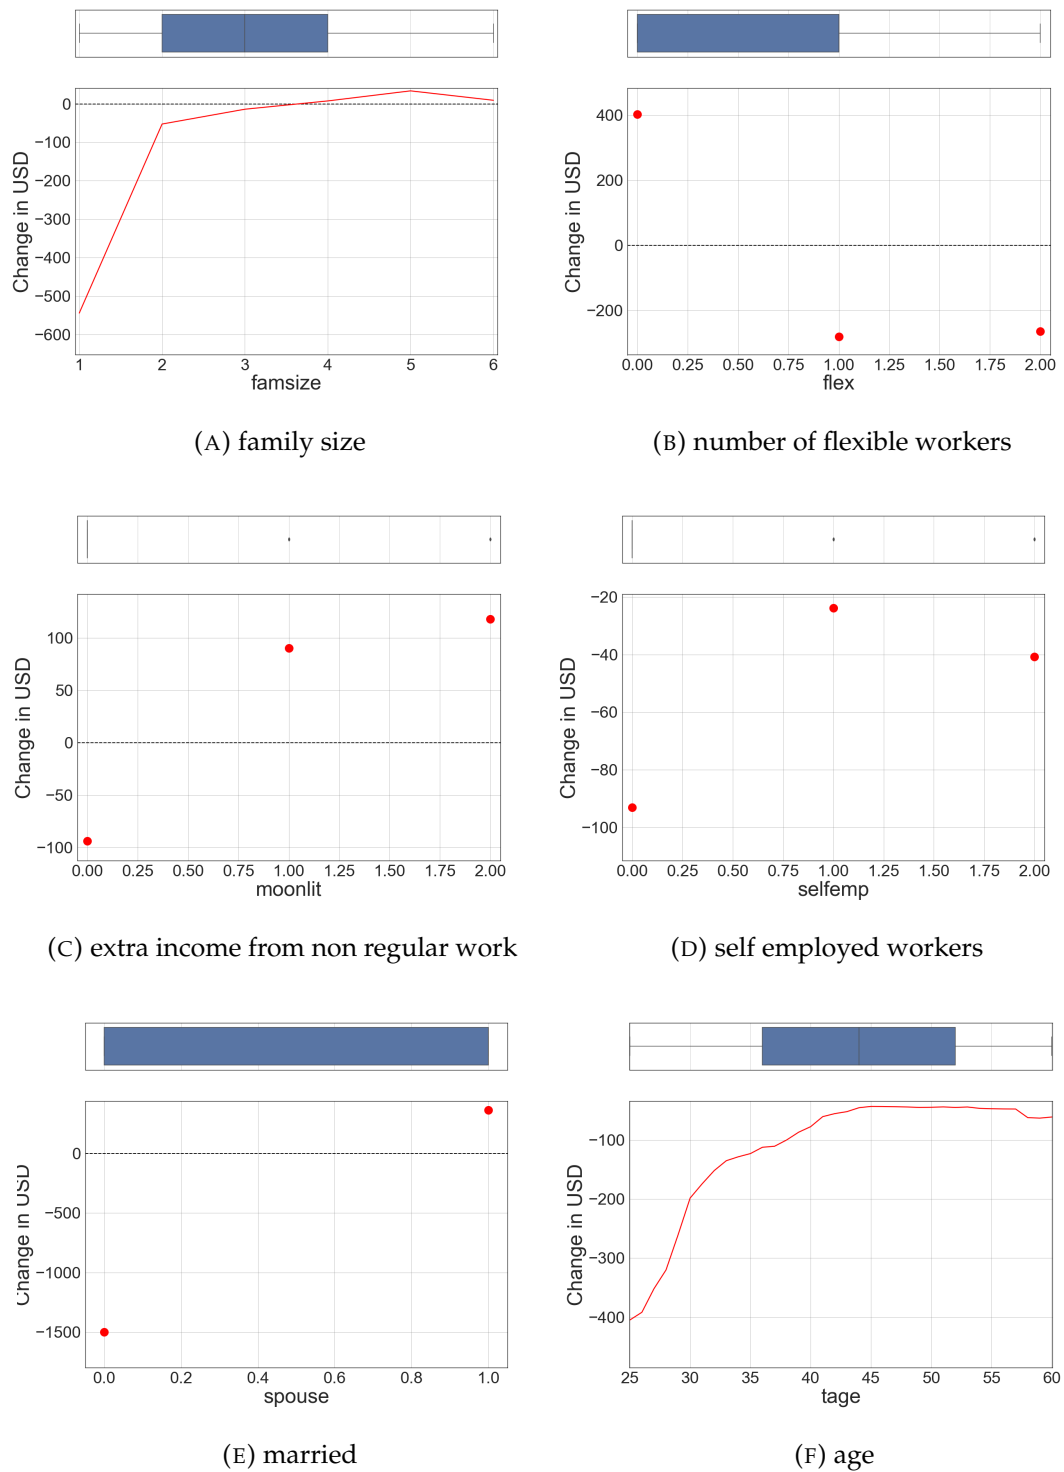 0
−100
−200
−300
−400
−500
−600
Change in USD
1 2 3 4 5 6
famsize
(A) family size
400
200
0
−200
Change in USD
0.00 0.25 0.50 0.75 1.00 1.25 1.50 1.75 2.00
flex
(B) number of flexible workers
100
50
0
−50
−100
Change in USD
0.00 0.25 0.50 0.75 1.00 1.25 1.50 1.75 2.00
moonlit
(C) extra income from non regular work
−20
−40
−60
−80
−100
Change in USD
0.00 0.25 0.50 0.75 1.00 1.25 1.50 1.75 2.00
selfemp
(D) self employed workers
0
−500
−1000
−1500
Change in USD
0.0 0.2 0.4 0.6 0.8 1.0
spouse
(E) married
−100
−200
−300
−400
Change in USD
25 30 35 40 45 50 55 60
tage
(F) age